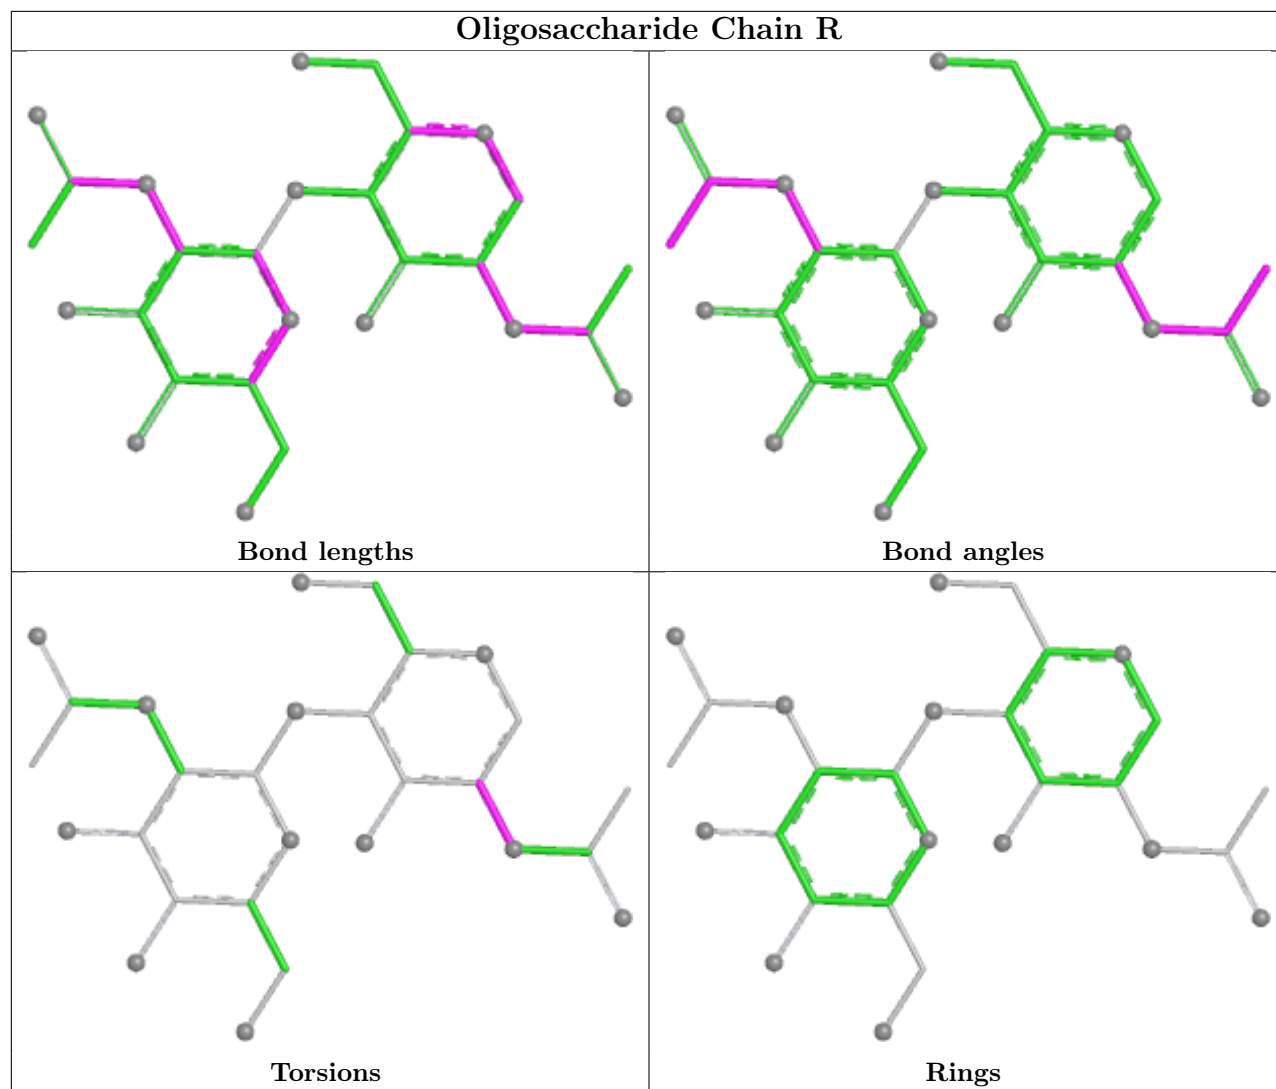 Oligosaccharide Chain R
Bond lengths
Bond angles
Torsions
Rings